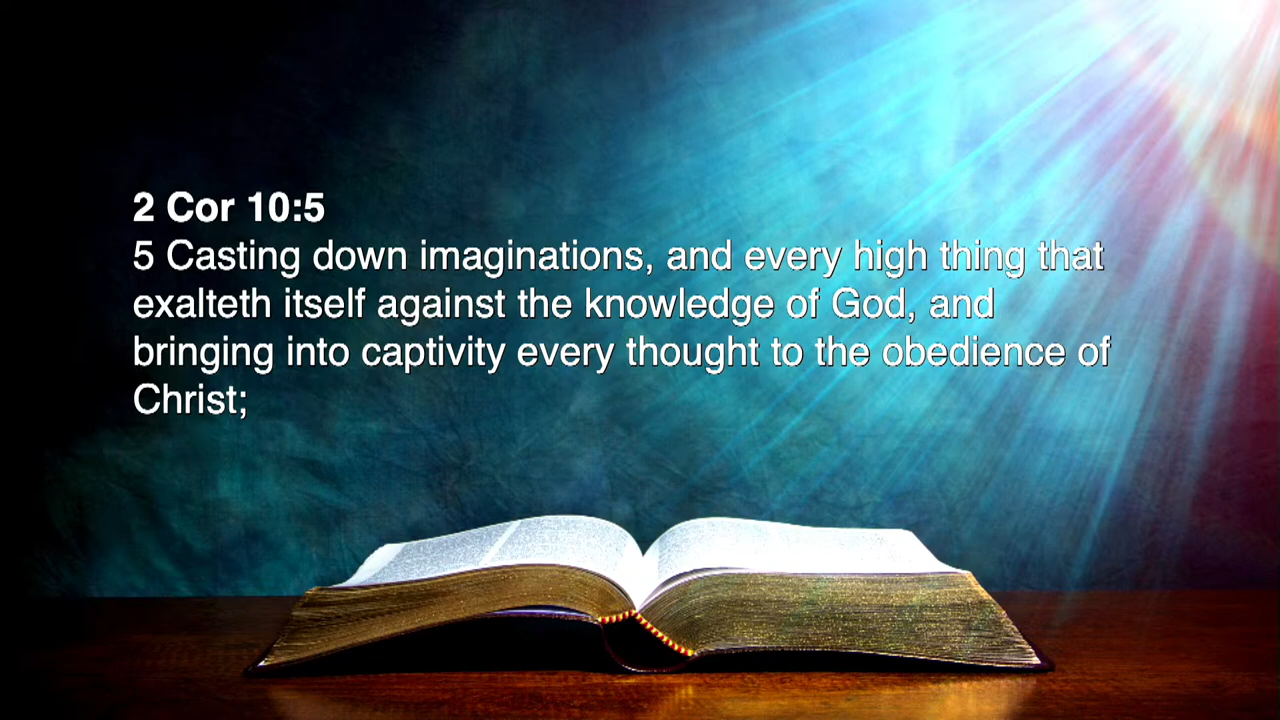 2 Cor 10:5
5 Casting down imaginations, and every high thing that
exalteth itself against the knowledge of God, and
bringing into captivity every thought to the obedience of
Christ;